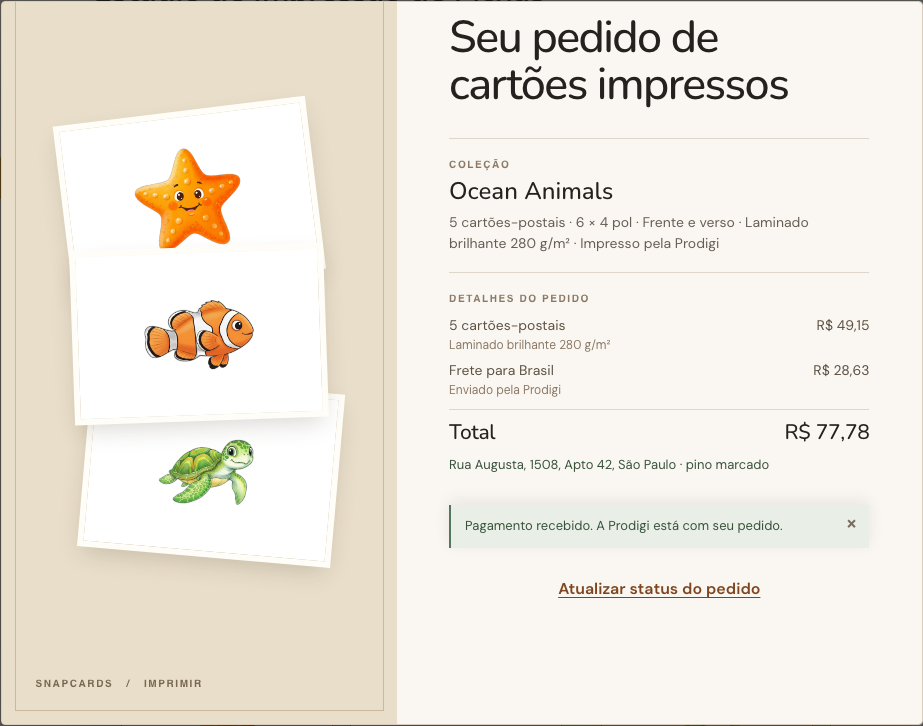 Seu pedido de
cartões impressos
COLEÇÃO
Ocean Animals
5 cartões-postais · 6 × 4 pol · Frente e verso · Laminado
brilhante 280 g/m² · Impresso pela Prodigi
DETALHES DO PEDIDO
5 cartões-postais R$ 49,15
Laminado brilhante 280 g/m²
Frete para Brasil R$ 28,63
Enviado pela Prodigi
Total R$ 77,78
Rua Augusta, 1508, Apto 42, São Paulo · pino marcado
Pagamento recebido. A Prodigi está com seu pedido. ×
Atualizar status do pedido
SNAPCARDS / IMPRIMIR